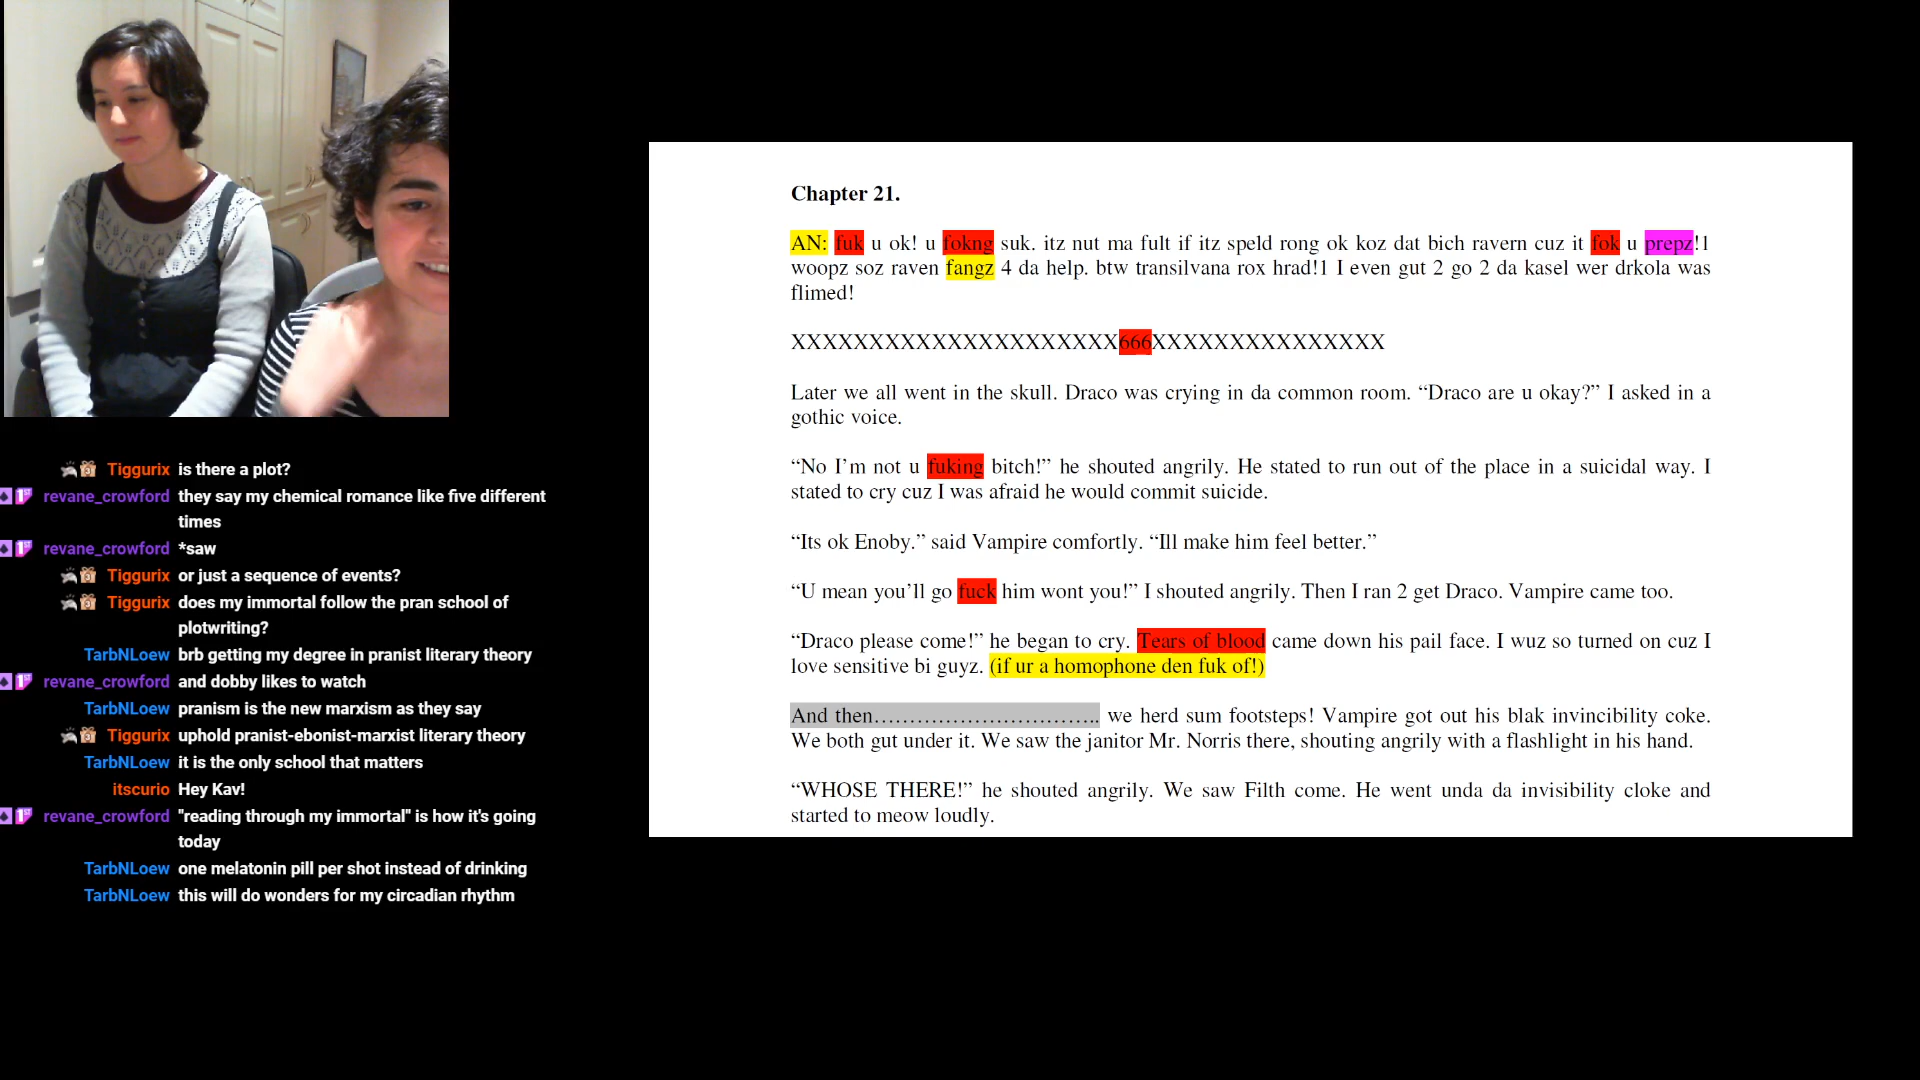 Tiggurix is there a plot?
revane_crowford they say my chemical romance like five different
times
revane_crowford *saw
Tiggurix or just a sequence of events?
Tiggurix does my immortal follow the pran school of
plotwriting?
TarbNLoew brb getting my degree in pranist literary theory
revane_crowford and dobby likes to watch
TarbNLoew pranism is the new marxism as they say
Tiggurix uphold pranist-ebonist-marxist literary theory
TarbNLoew it is the only school that matters
itscurio Hey Kav!
revane_crowford "reading through my immortal" is how it's going
today
TarbNLoew one melatonin pill per shot instead of drinking
TarbNLoew this will do wonders for my circadian rhythm
Chapter 21.
AN: fuk u ok! u fokng suk. itz nut ma fult if itz speld rong ok koz dat bich ravern cuz it fok u prepz!1
woopz soz raven fangz 4 da help. btw transilvana rox hrad!1 I even gut 2 go 2 da kasel wer drkola was
flimed!
XXXXXXXXXXXXXXXXXXXXX666XXXXXXXXXXXXXXX
Later we all went in the skull. Draco was crying in da common room. “Draco are u okay?” I asked in a
gothic voice.
“No I’m not u fuking bitch!” he shouted angrily. He stated to run out of the place in a suicidal way. I
stated to cry cuz I was afraid he would commit suicide.
“Its ok Enoby.” said Vampire comfortly. “Ill make him feel better.”
“U mean you’ll go fuck him wont you!” I shouted angrily. Then I ran 2 get Draco. Vampire came too.
“Draco please come!” he began to cry. Tears of blood came down his pail face. I wuz so turned on cuz I
love sensitive bi guyz. (if ur a homophone den fuk of!)
And then………………………….. we herd sum footsteps! Vampire got out his blak invincibility coke.
We both gut under it. We saw the janitor Mr. Norris there, shouting angrily with a flashlight in his hand.
“WHOSE THERE!” he shouted angrily. We saw Filth come. He went unda da invisibility cloke and
started to meow loudly.